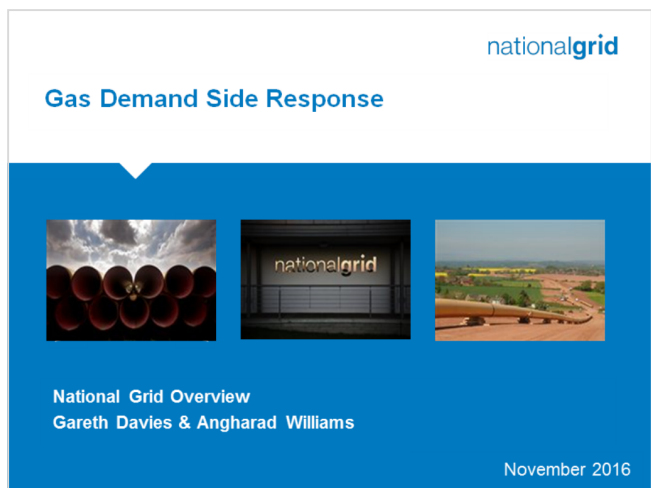 nationalgrid
Gas Demand Side Response
nationalgrid
National Grid Overview
Gareth Davies & Angharad Williams
November 2016